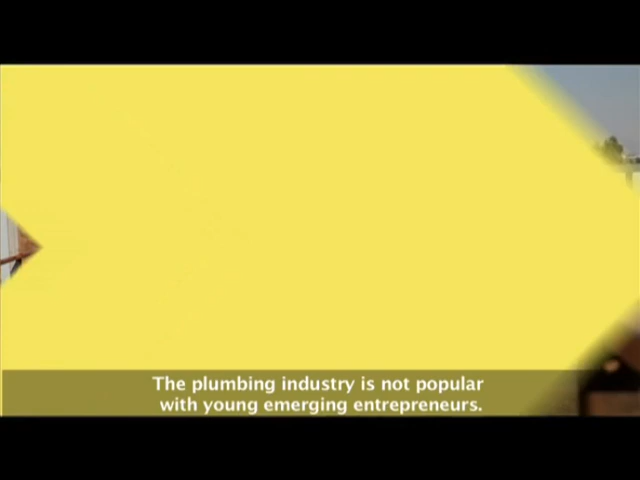 The plumbing industry is not popular
with young emerging entrepreneurs.